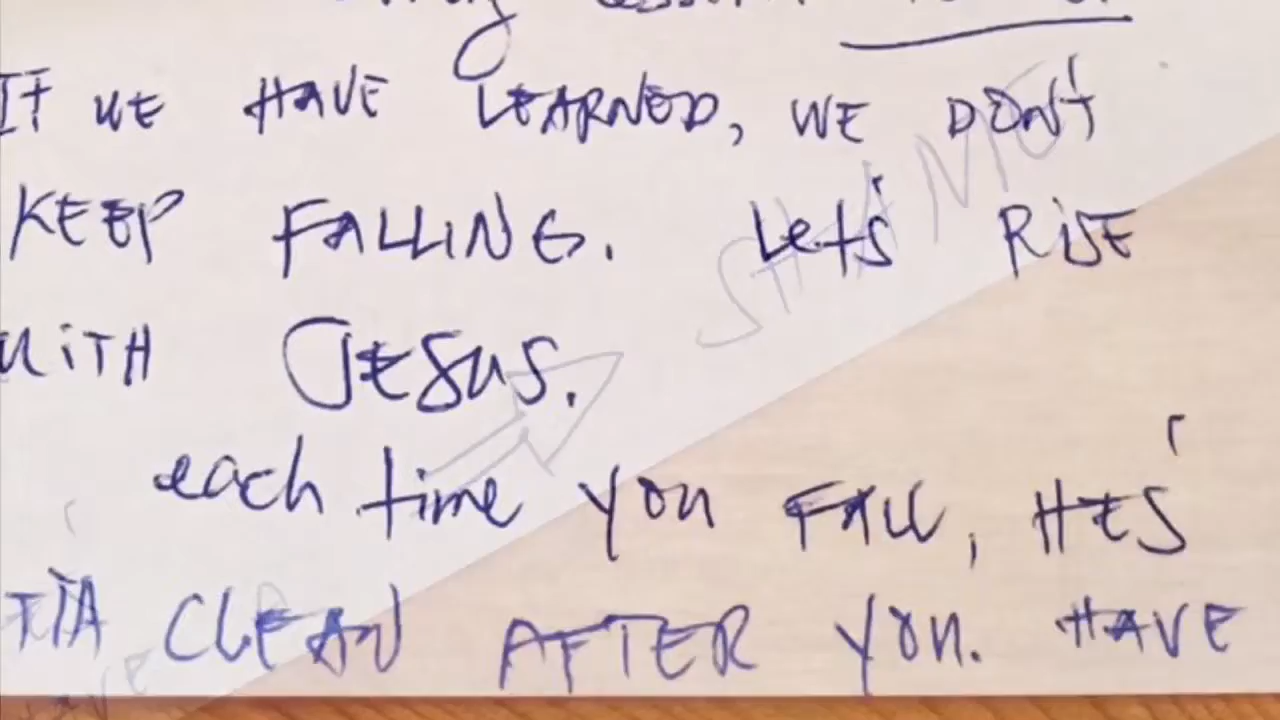 IF WE HAVE LEARNED, WE DON't
KEEP FALLING. Let's RiSE
WiTH JESUS.
each time you FALL, HE'S
CLEAN AFTER YOU. HAVE
SHAME